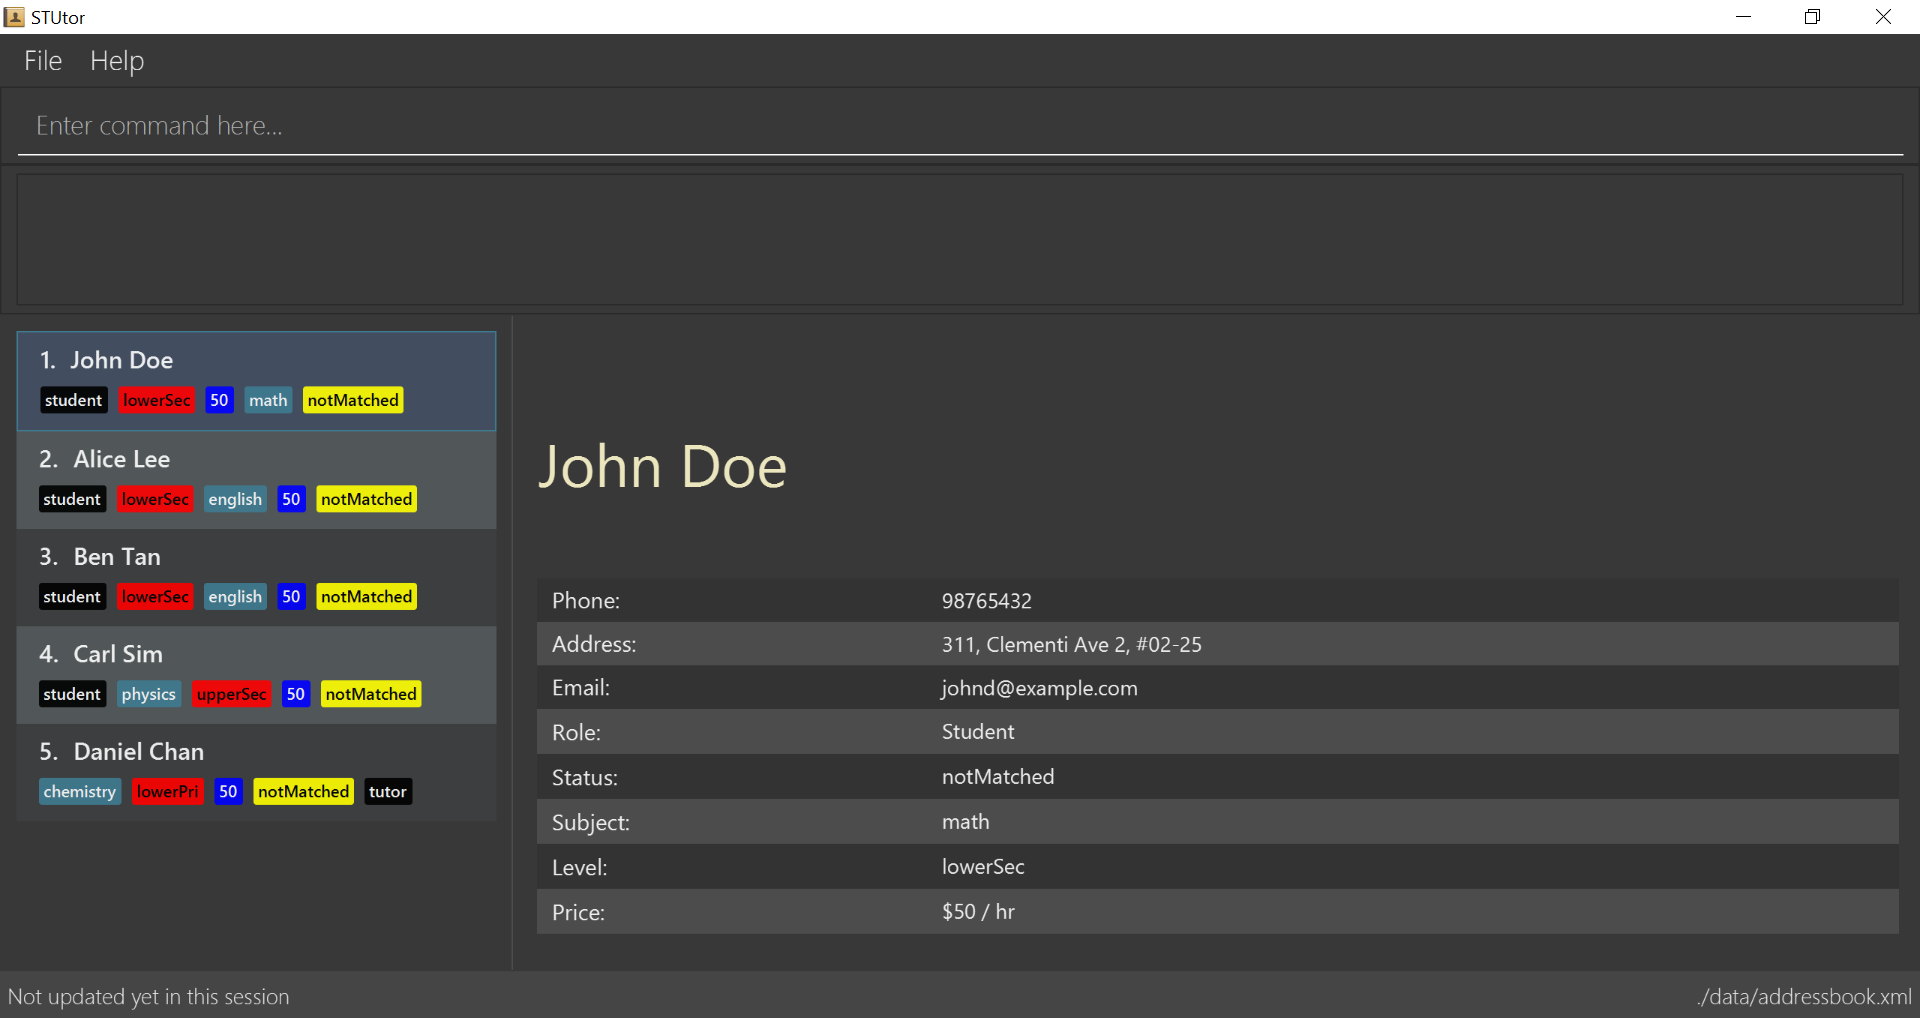 STUtor
File Help
Enter command here...
1. John Doe
student lowerSec 50 math notMatched
2. Alice Lee
student lowerSec english 50 notMatched
3. Ben Tan
student lowerSec english 50 notMatched
4. Carl Sim
student physics upperSec 50 notMatched
5. Daniel Chan
chemistry lowerPri 50 notMatched tutor
John Doe
Phone: 98765432
Address: 311, Clementi Ave 2, #02-25
Email: johnd@example.com
Role: Student
Status: notMatched
Subject: math
Level: lowerSec
Price: $50 / hr
Not updated yet in this session ./data/addressbook.xml